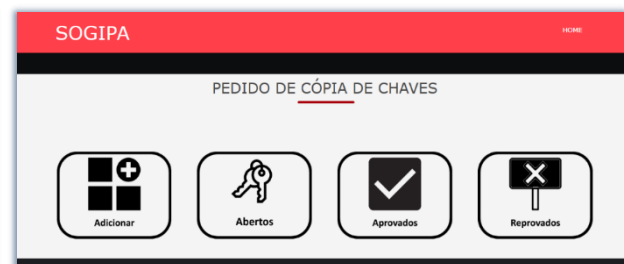 SOGIPA
HOME
PEDIDO DE CÓPIA DE CHAVES
Adicionar
Abertos
Aprovados
Reprovados